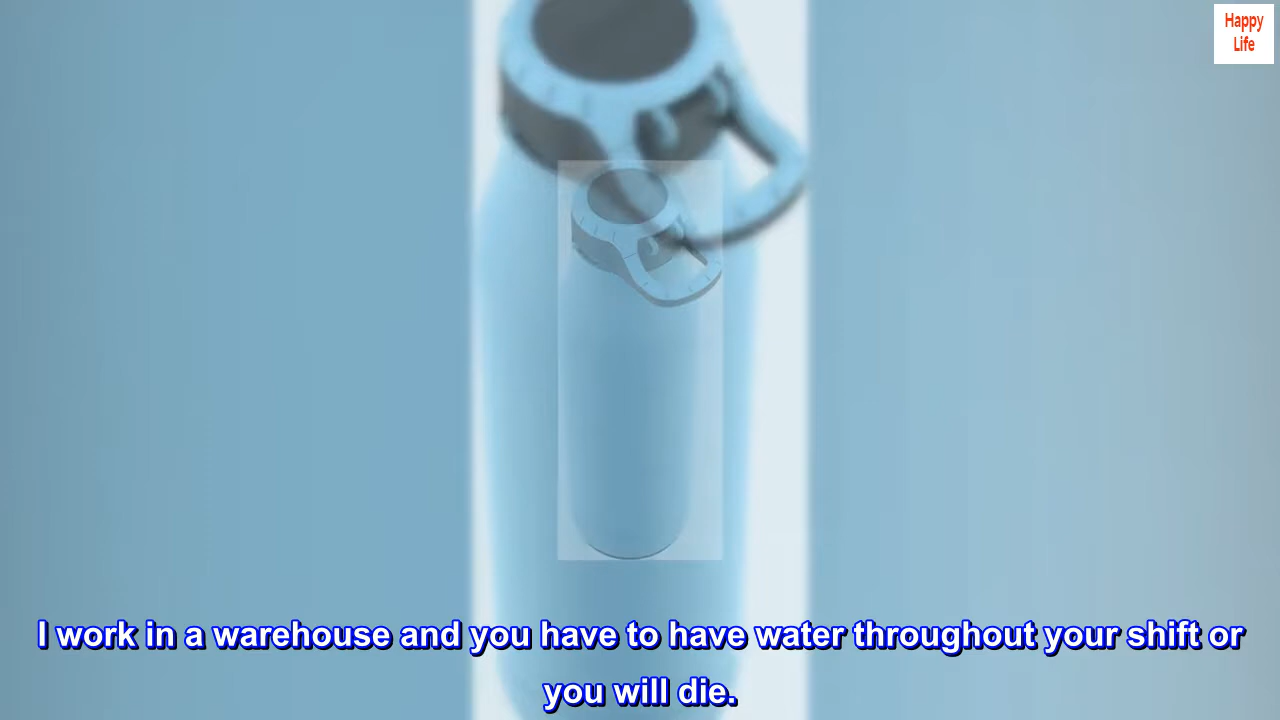 Happy
Life
I work in a warehouse and you have to have water throughout your shift or
you will die.